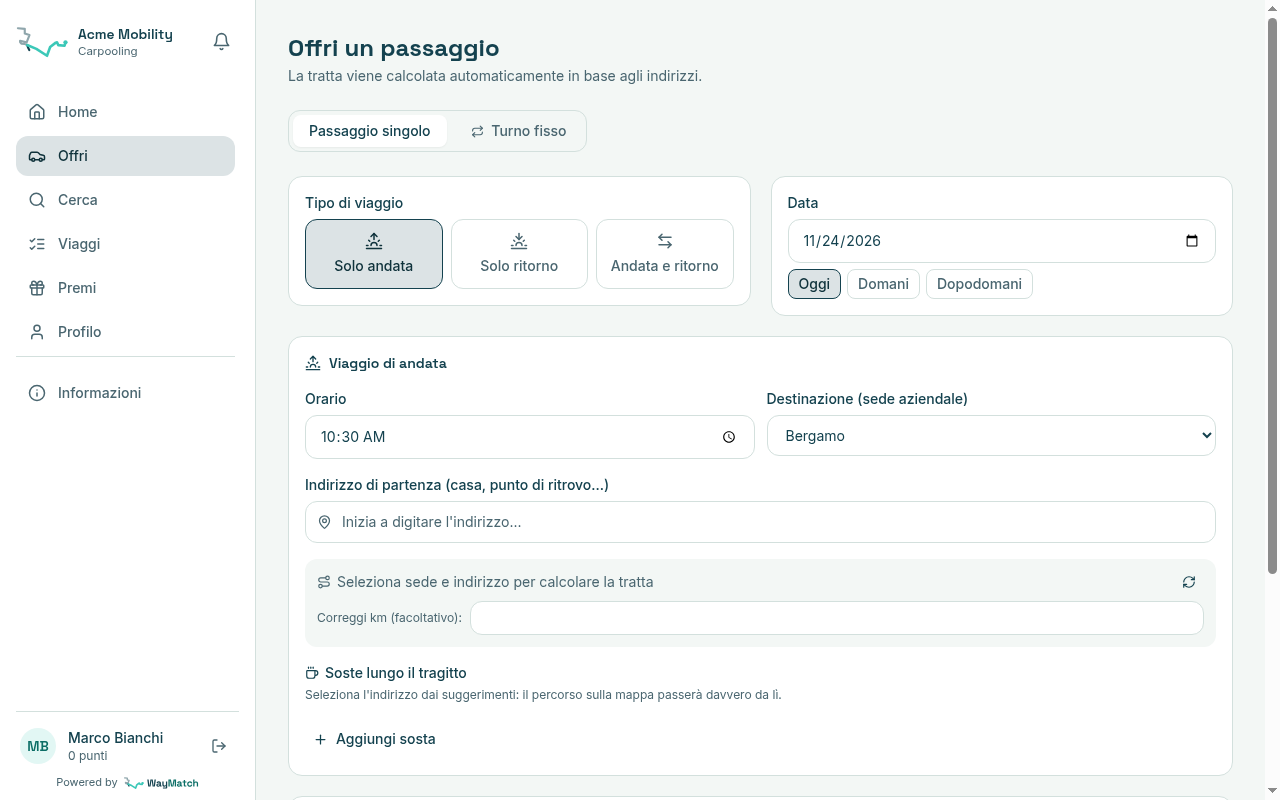 Acme Mobility
Carpooling
Home
Offri
Cerca
Viaggi
Premi
Profilo
Informazioni
MB
Marco Bianchi
0 punti
Powered by WayMatch
Offri un passaggio
La tratta viene calcolata automaticamente in base agli indirizzi.
Passaggio singolo
Turno fisso
Tipo di viaggio
Solo andata
Solo ritorno
Andata e ritorno
Data
11/24/2026
Oggi
Domani
Dopodomani
Viaggio di andata
Orario
10:30 AM
Destinazione (sede aziendale)
Bergamo
Indirizzo di partenza (casa, punto di ritrovo...)
Inizia a digitare l'indirizzo...
Seleziona sede e indirizzo per calcolare la tratta
Correggi km (facoltativo):
Soste lungo il tragitto
Seleziona l'indirizzo dai suggerimenti: il percorso sulla mappa passerà davvero da lì.
Aggiungi sosta